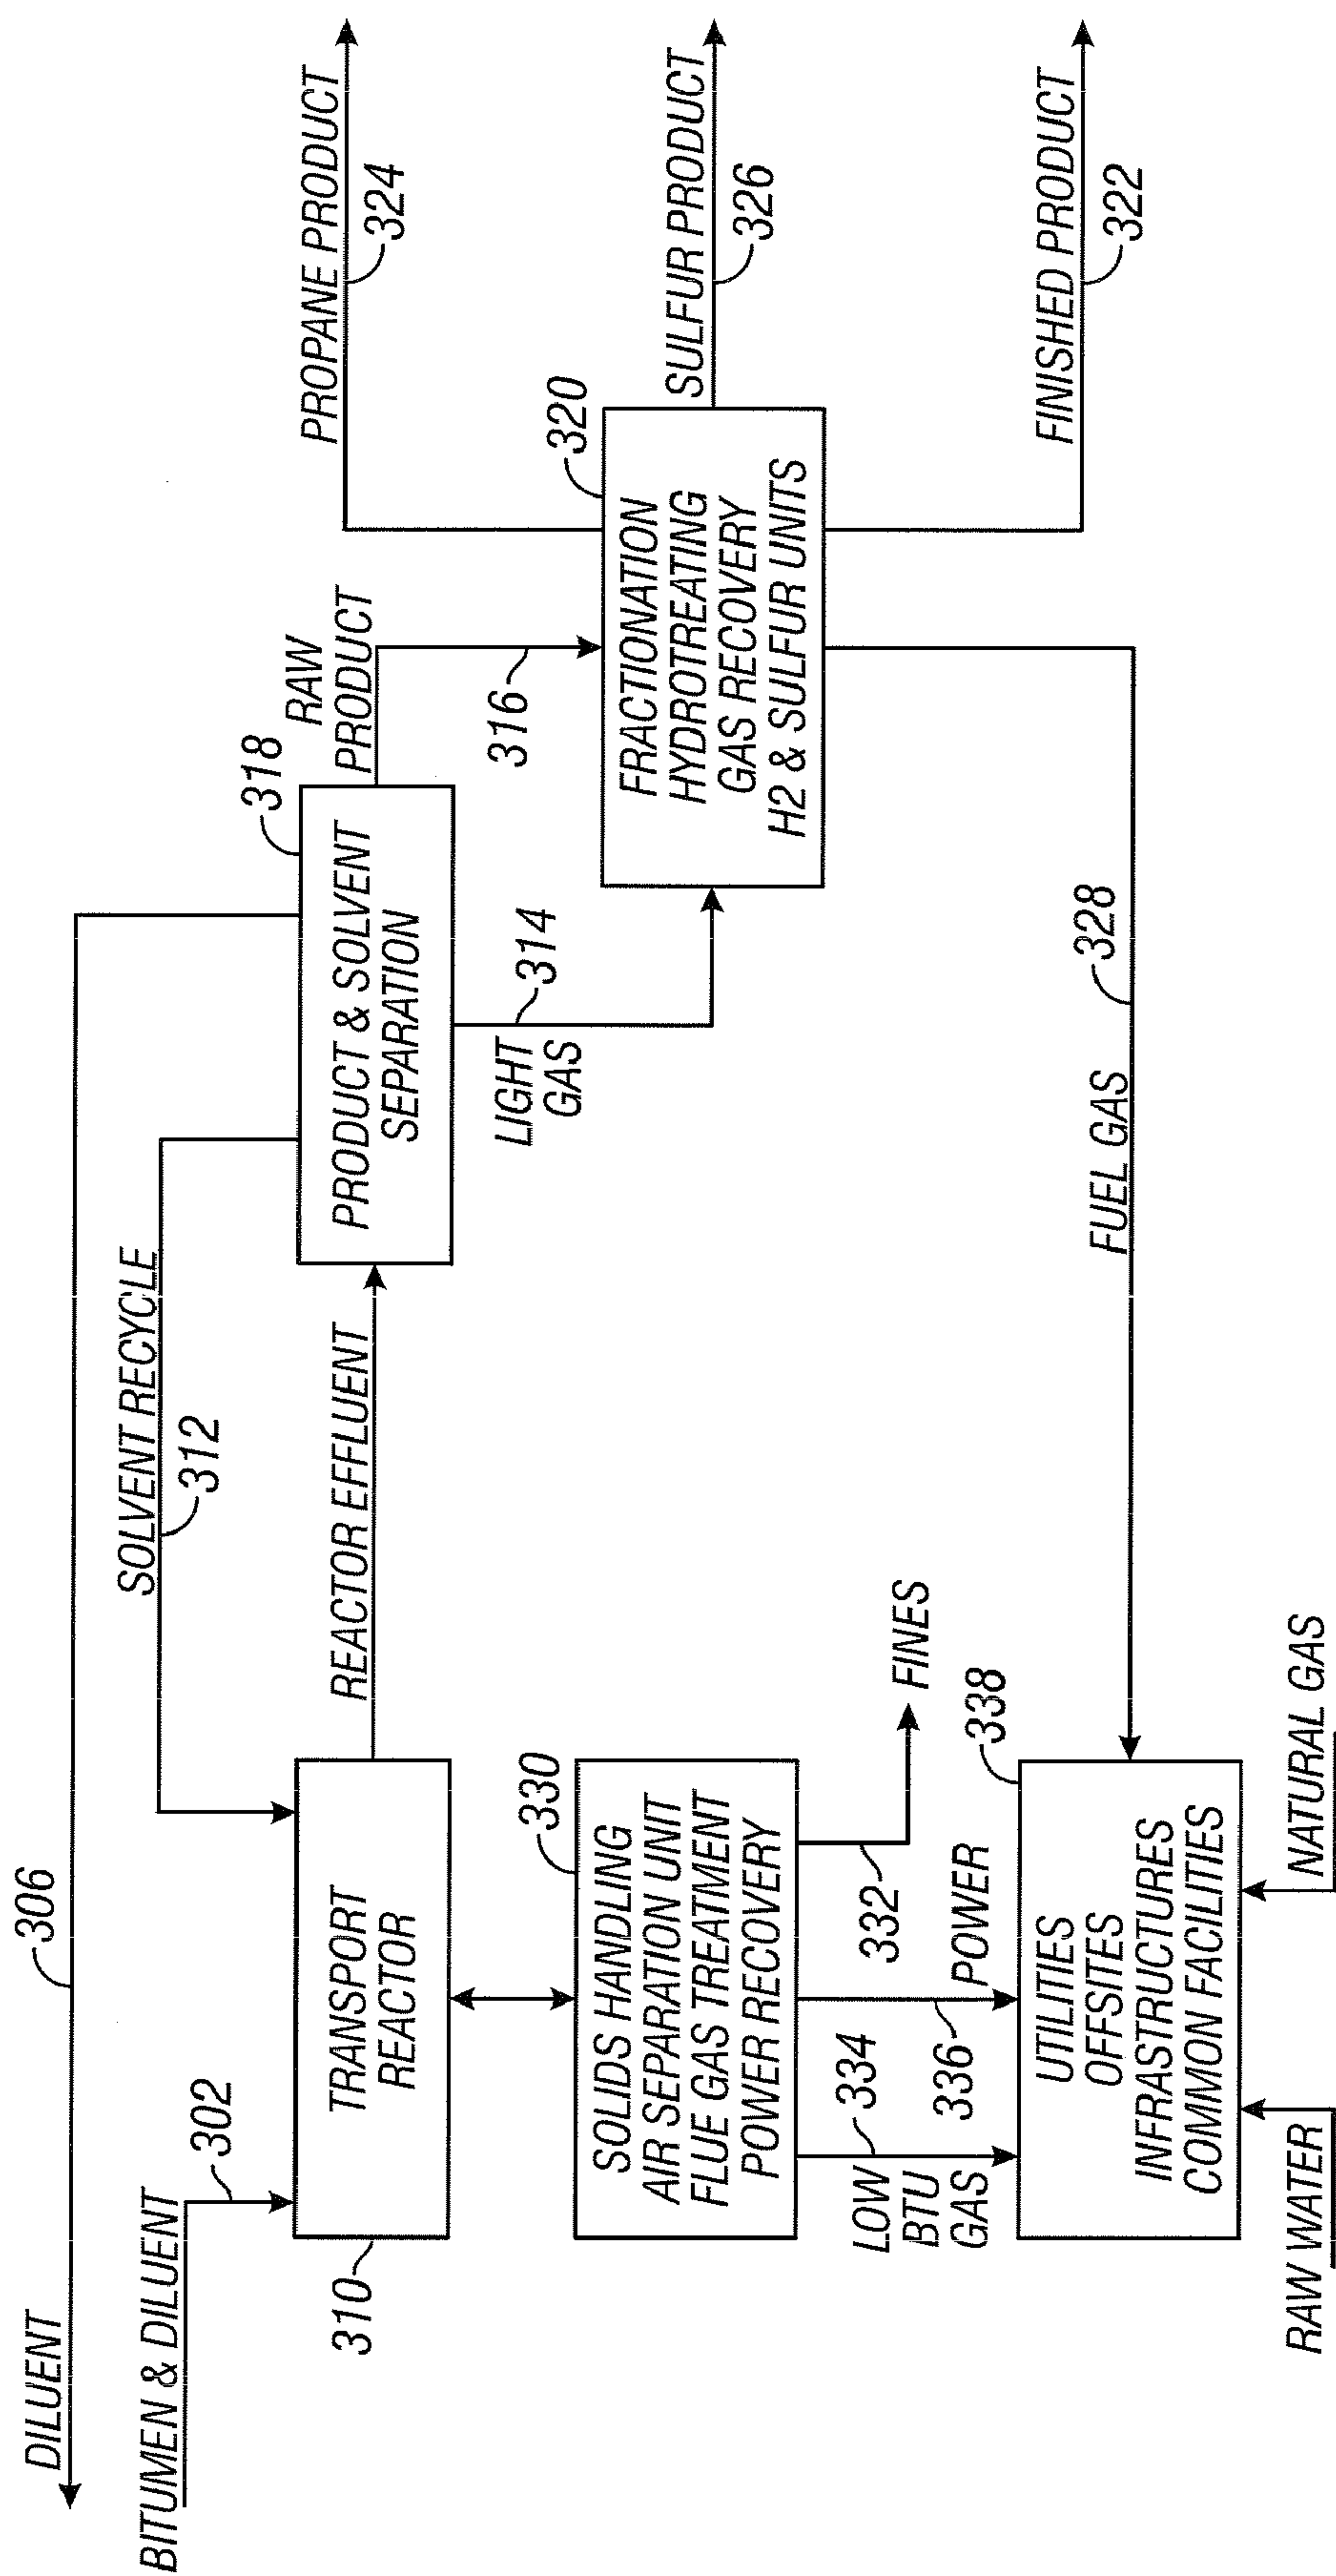 DILUENT
306
BITUMEN & DILUENT
302
SOLVENT RECYCLE
312
310
TRANSPORT
REACTOR
REACTOR EFFLUENT
318
PRODUCT & SOLVENT
SEPARATION
RAW
PRODUCT
316
LIGHT
GAS
314
PROPANE PRODUCT
324
320
FRACTIONATION
HYDROTREATING
GAS RECOVERY
H2 & SULFUR UNITS
SULFUR PRODUCT
326
FINISHED PRODUCT
322
330
SOLIDS HANDLING
AIR SEPARATION UNIT
FLUE GAS TREATMENT
POWER RECOVERY
FINES
332
LOW
BTU
GAS
334
336
POWER
338
UTILITIES
OFFSITES
INFRASTRUCTURES
COMMON FACILITIES
FUEL GAS
328
RAW WATER
NATURAL GAS